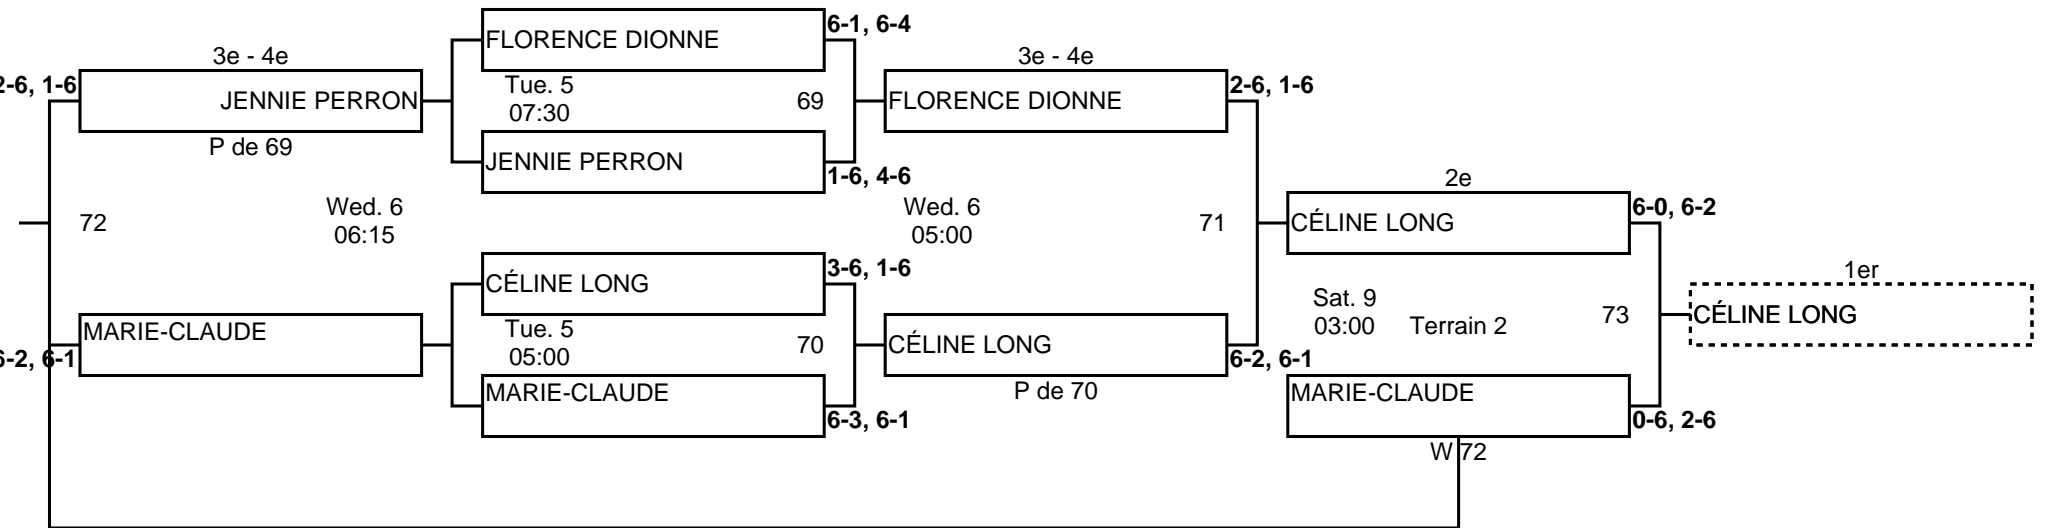 FLORENCE DIONNE
6-1, 6-4
3e - 4e
3e - 4e
2-6, 1-6
JENNIE PERRON
Tue. 5
07:30
69
FLORENCE DIONNE
2-6, 1-6
P de 69
JENNIE PERRON
1-6, 4-6
2e
72
Wed. 6
06:15
Wed. 6
05:00
71
CÉLINE LONG
6-0, 6-2
CÉLINE LONG
3-6, 1-6
1er
Sat. 9
03:00
Terrain 2
73
CÉLINE LONG
MARIE-CLAUDE
6-2, 6-1
Tue. 5
05:00
70
CÉLINE LONG
6-2, 6-1
P de 70
MARIE-CLAUDE
6-3, 6-1
MARIE-CLAUDE
0-6, 2-6
W 72